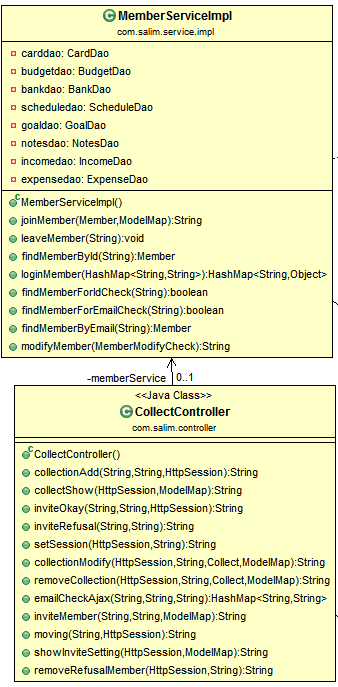 MemberServiceImpl
com.salim.service.impl
carddao: CardDao
budgetdao: BudgetDao
bankdao: BankDao
scheduledao: ScheduleDao
goaldao: GoalDao
notesdao: NotesDao
incomedao: IncomeDao
expensedao: ExpenseDao
MemberServiceImpl()
joinMember(Member,ModelMap):String
leaveMember(String):void
findMemberById(String):Member
loginMember(HashMap<String,String>):HashMap<String,Object>
findMemberForIdCheck(String):boolean
findMemberForEmailCheck(String):boolean
findMemberByEmail(String):Member
modifyMember(MemberModifyCheck):String
-memberService 0..1
<<Java Class>>
CollectController
com.salim.controller
CollectController()
collectionAdd(String,String,HttpSession):String
collectShow(HttpSession,ModelMap):String
inviteOkay(String,String,HttpSession):String
inviteRefusal(String,String):String
setSession(HttpSession,String):String
collectionModify(HttpSession,String,Collect,ModelMap):String
removeCollection(HttpSession,String,Collect,ModelMap):String
emailCheckAjax(String,String,String):HashMap<String,String>
inviteMember(String,String,ModelMap):String
moving(String,HttpSession):String
showInviteSetting(HttpSession,ModelMap):String
removeRefusalMember(HttpSession,String):String